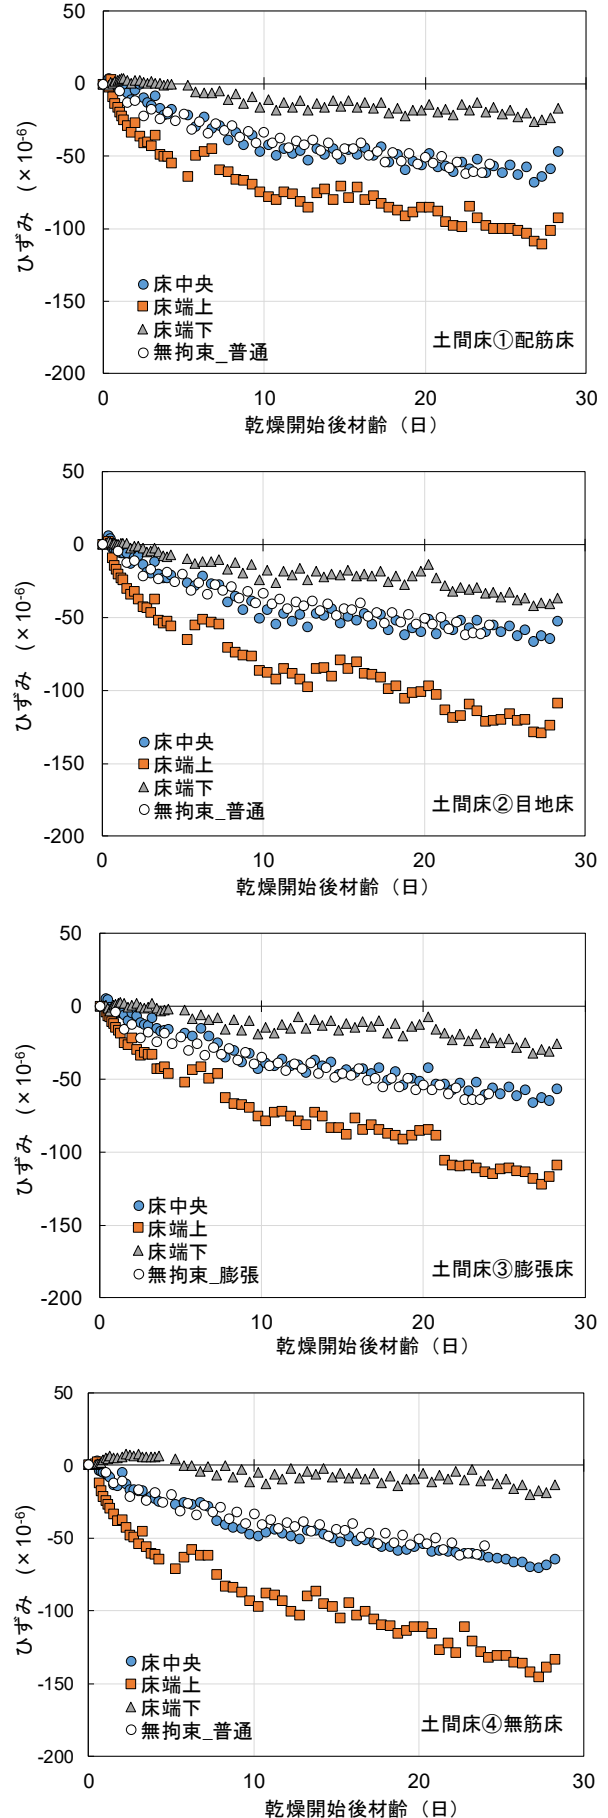 50
0
-50
-100
-150
-200
ひずみ (×10-6)
床中央
床端上
床端下
無拘束_普通
土間床①配筋床
0 10 20 30
乾燥開始後材齢（日）
50
0
-50
-100
-150
-200
ひずみ (×10-6)
床中央
床端上
床端下
無拘束_普通
土間床②目地床
0 10 20 30
乾燥開始後材齢（日）
50
0
-50
-100
-150
-200
ひずみ (×10-6)
床中央
床端上
床端下
無拘束_膨張
土間床③膨張床
0 10 20 30
乾燥開始後材齢（日）
50
0
-50
-100
-150
-200
ひずみ (×10-6)
床中央
床端上
床端下
無拘束_普通
土間床④無筋床
0 10 20 30
乾燥開始後材齢（日）